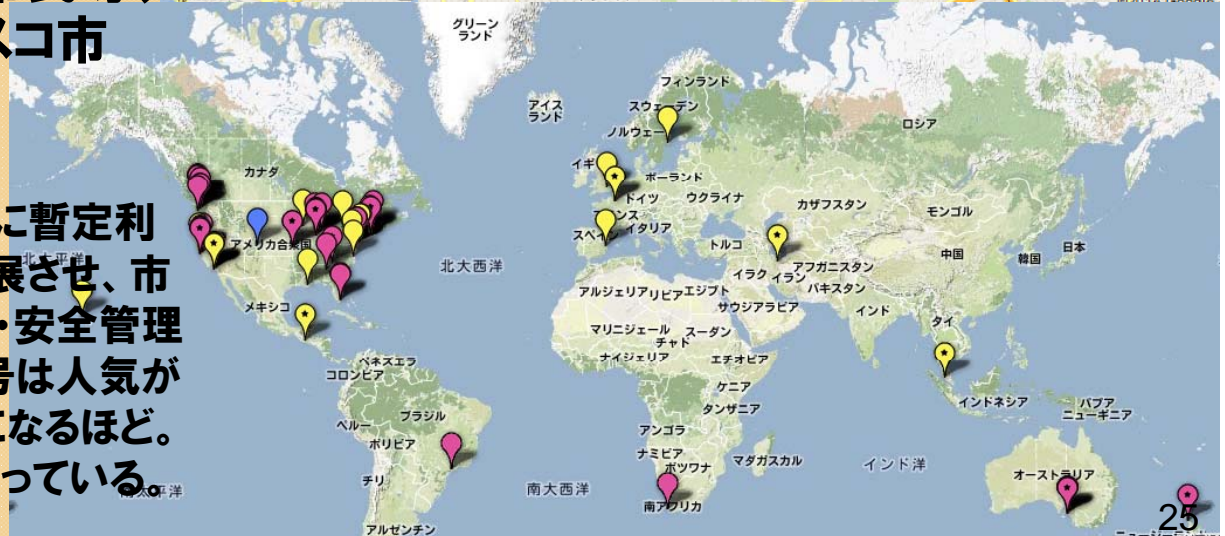 スコ市
に暫定利
展させ、市
・安全管理
号は人気が
になるほど。
っている。
グリーン
ランド
アイス
ランド
フィンランド
スウェーデン
ノルウェー
ロシア
カナダ
イギ
ポーランド
ドイツ
ウクライナ
カザフスタン
モンゴル
フランス
イタリア
スペイン
トルコ
アメリカ合衆国
北太平洋
北大西洋
中国
韓国
日本
イラク
イラン
アフガニスタン
パキスタン
アルジェリア
リビア
エジプト
サウジアラビア
インド
タイ
メキシコ
マリ
ニジェール
チャド
スーダン
ナイジェリア
エチオピア
ベネズエラ
コロンビア
ケニア
タンザニア
インドネシア
パプア
ニューギニア
ペルー
ブラジル
ボリビア
アンゴラ
ナミビア
ボツワナ
マダガスカル
インド洋
オーストラリア
チリ
南太平洋
南大西洋
南アフリカ
アルゼンチン
25